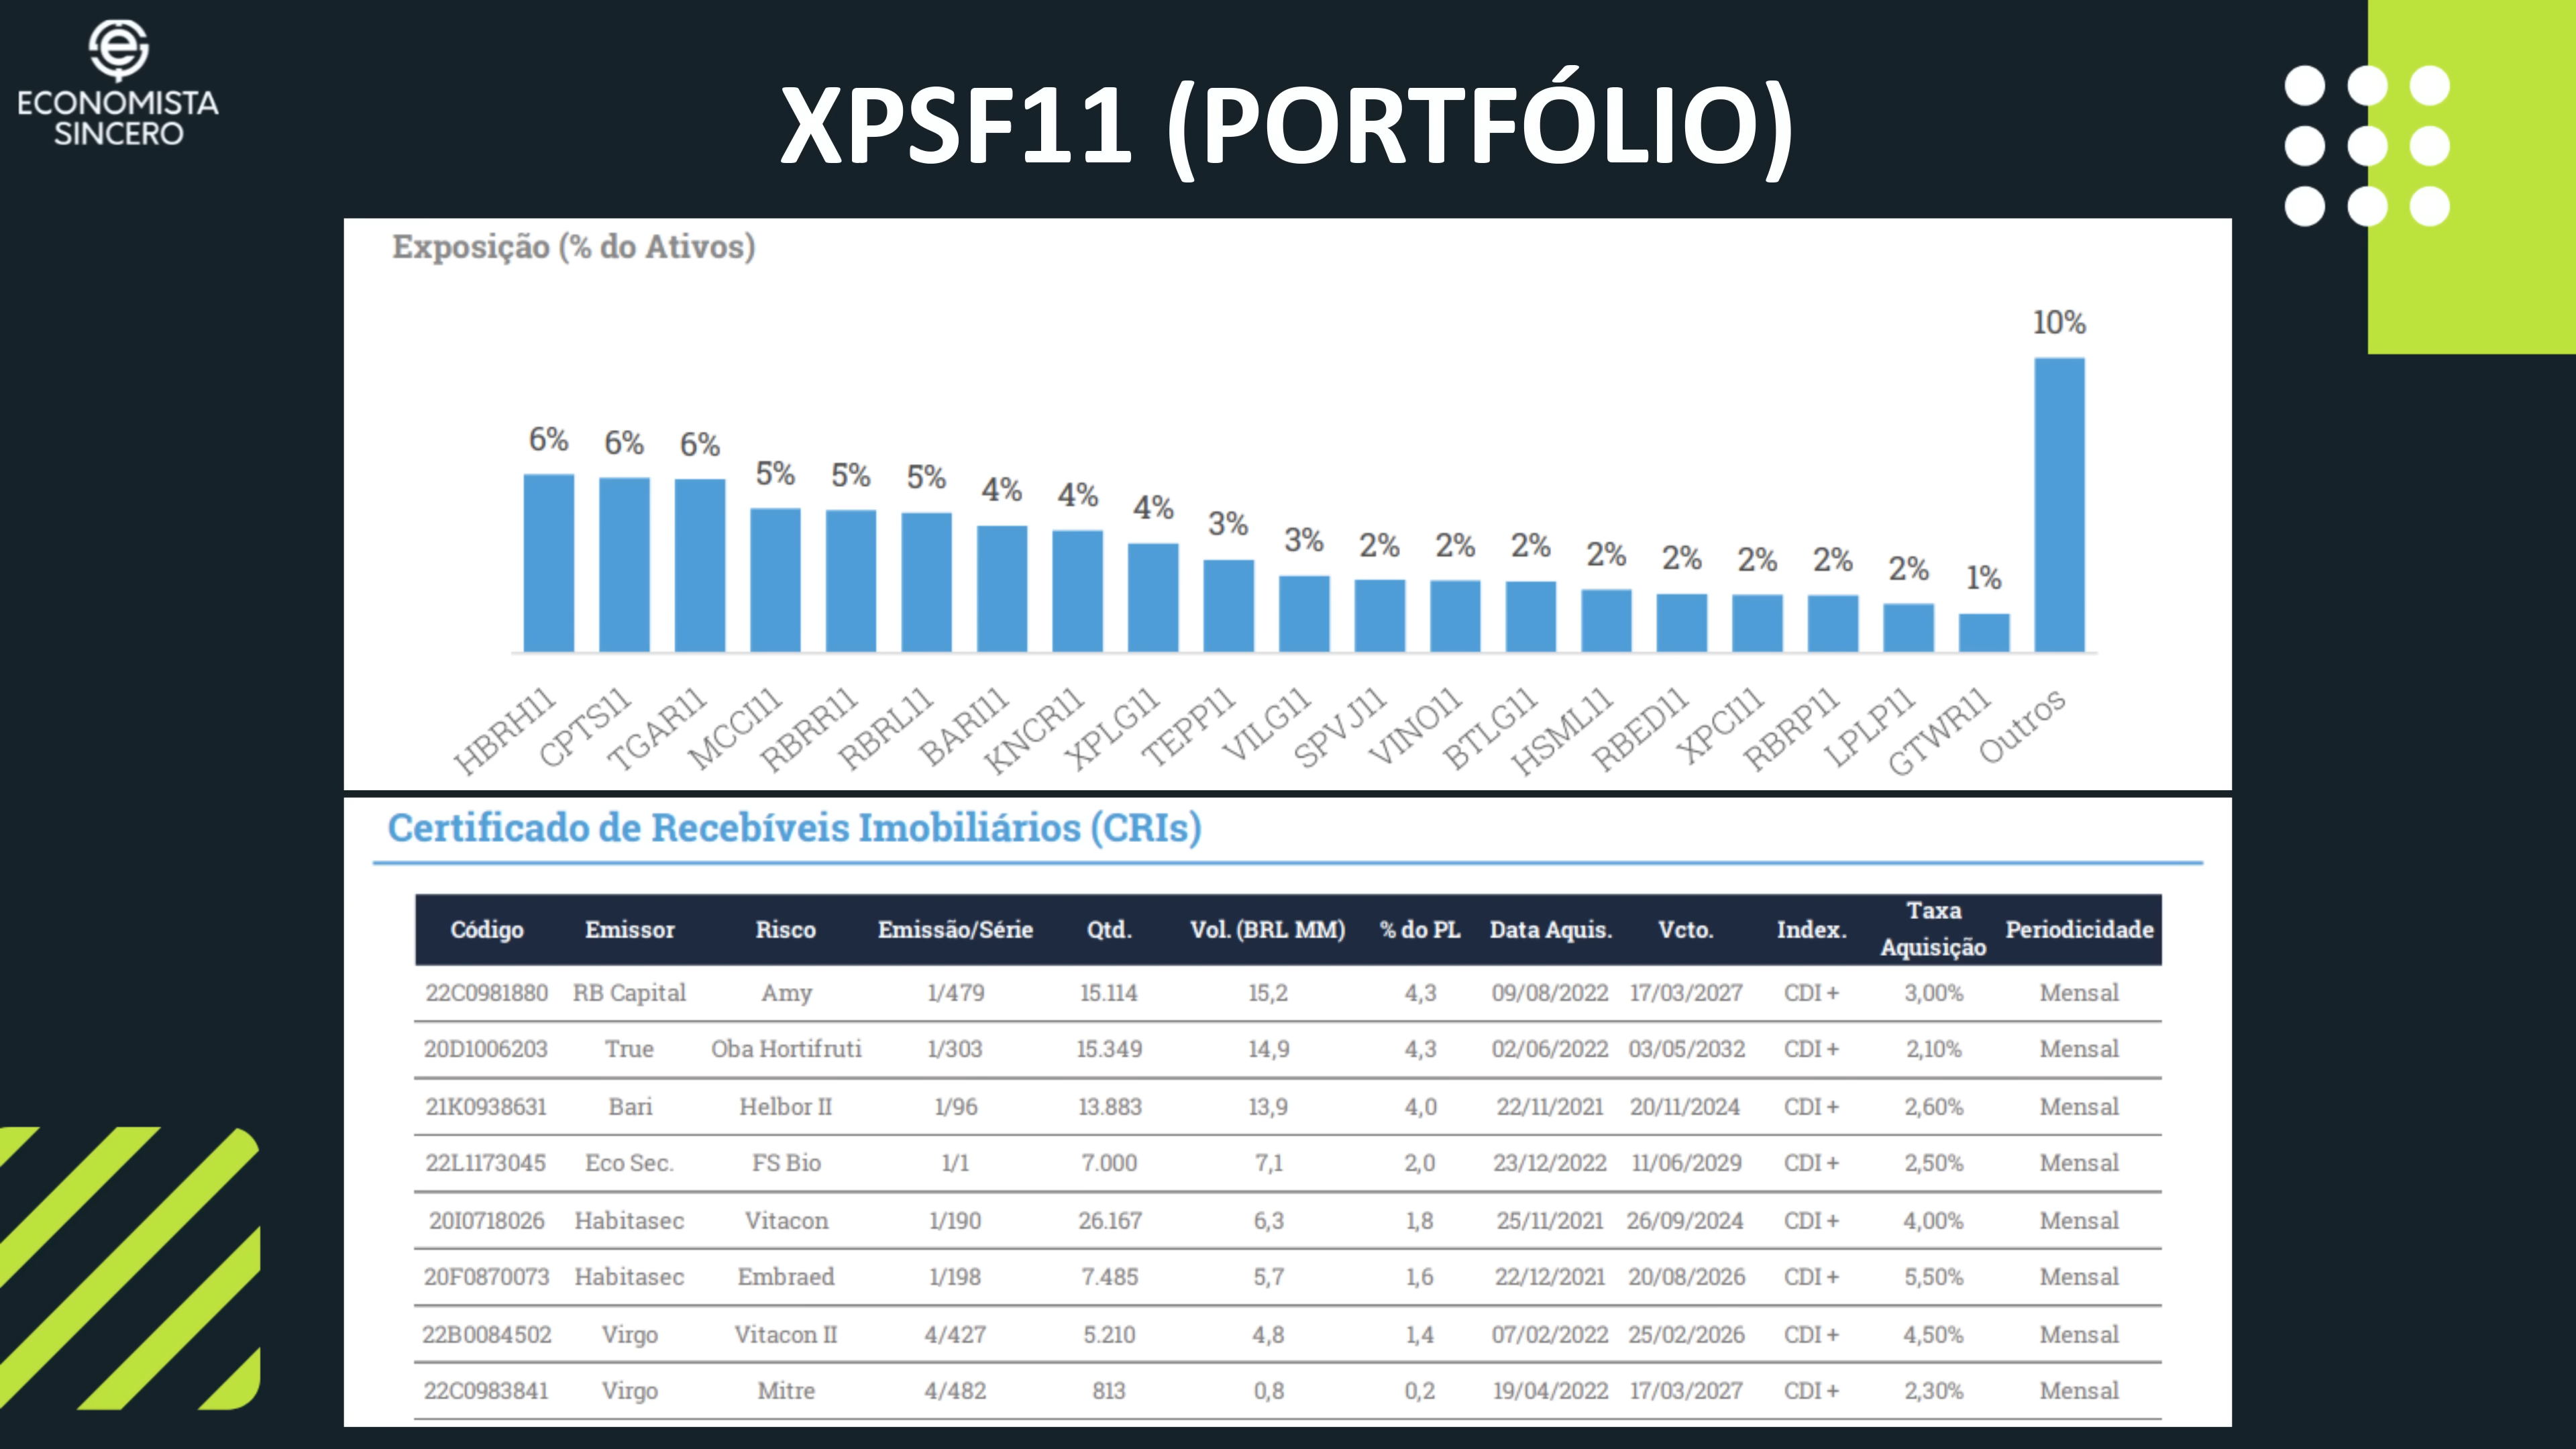 ECONOMISTA
SINCERO
XPSF11 (PORTFÓLIO)
Exposição (% do Ativos)
6% 6% 6% 5% 5% 5% 4% 4% 4% 3% 3% 2% 2% 2% 2% 2% 2% 2% 2% 1% 10%
HBRH11 CPTS11 TGAR11 MCCI11 RBRR11 RBRL11 BARI11 KNCR11 XPLG11 TEPP11 VILG11 SPVJ11 VINO11 BTLG11 HSML11 RBED11 XPCI11 RBRP11 LPLP11 GTWR11 Outros
Certificado de Recebíveis Imobiliários (CRIs)
Código Emissor Risco Emissão/Série Qtd. Vol. (BRL MM) % do PL Data Aquis. Vcto. Index. Taxa Aquisição Periodicidade
22C0981880 RB Capital Amy 1/479 15.114 15,2 4,3 09/08/2022 17/03/2027 CDI + 3,00% Mensal
20D1006203 True Oba Hortifruti 1/303 15.349 14,9 4,3 02/06/2022 03/05/2032 CDI + 2,10% Mensal
21K0938631 Bari Helbor II 1/96 13.883 13,9 4,0 22/11/2021 20/11/2024 CDI + 2,60% Mensal
22L1173045 Eco Sec. FS Bio 1/1 7.000 7,1 2,0 23/12/2022 11/06/2029 CDI + 2,50% Mensal
20I0718026 Habitasec Vitacon 1/190 26.167 6,3 1,8 25/11/2021 26/09/2024 CDI + 4,00% Mensal
20F0870073 Habitasec Embraed 1/198 7.485 5,7 1,6 22/12/2021 20/08/2026 CDI + 5,50% Mensal
22B0084502 Virgo Vitacon II 4/427 5.210 4,8 1,4 07/02/2022 25/02/2026 CDI + 4,50% Mensal
22C0983841 Virgo Mitre 4/482 813 0,8 0,2 19/04/2022 17/03/2027 CDI + 2,30% Mensal